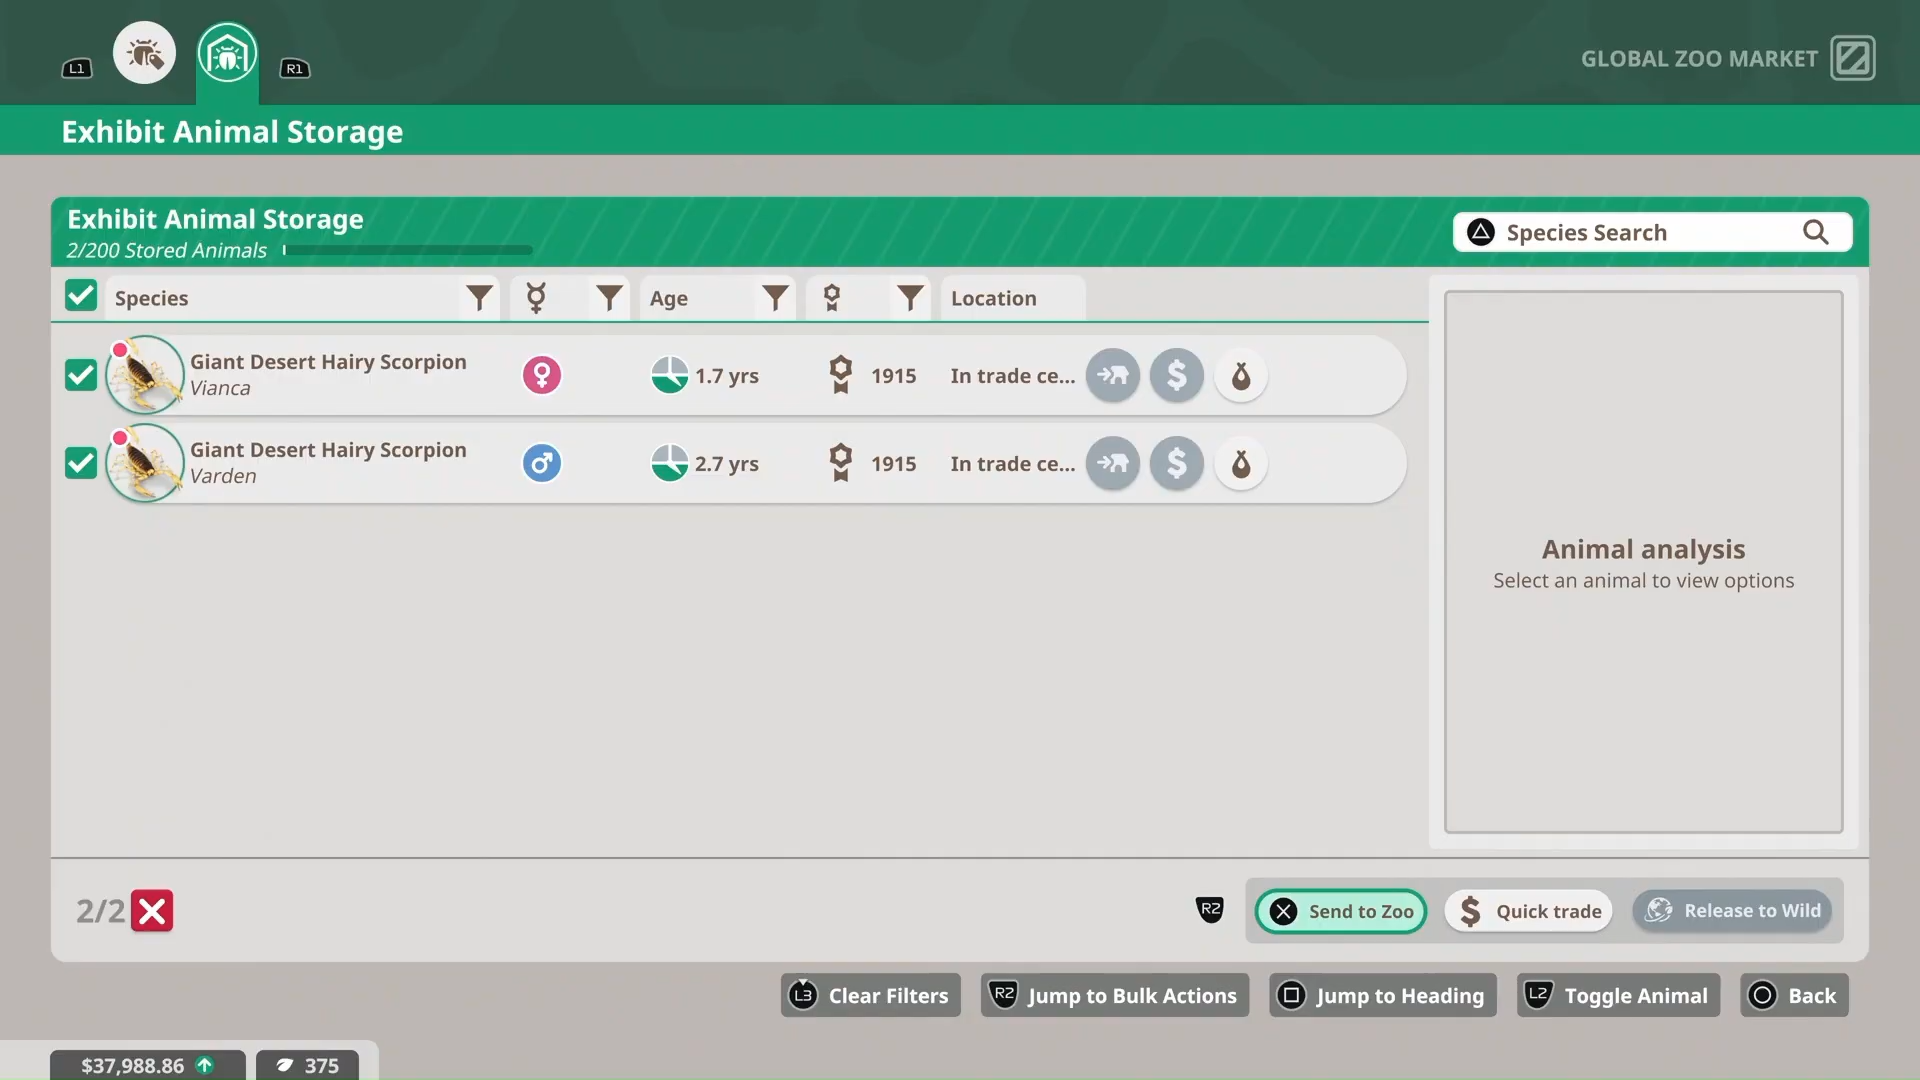 L1
R1
GLOBAL ZOO MARKET
Exhibit Animal Storage
Exhibit Animal Storage
2/200 Stored Animals
Species Search
Species
Age
Location
Giant Desert Hairy Scorpion
Vianca
1.7 yrs
1915
In trade ce...
$
Giant Desert Hairy Scorpion
Varden
2.7 yrs
1915
In trade ce...
$
Animal analysis
Select an animal to view options
2/2
R2
Send to Zoo
$ Quick trade
Release to Wild
L3 Clear Filters
R2 Jump to Bulk Actions
Jump to Heading
L2 Toggle Animal
Back
$37,988.86
375